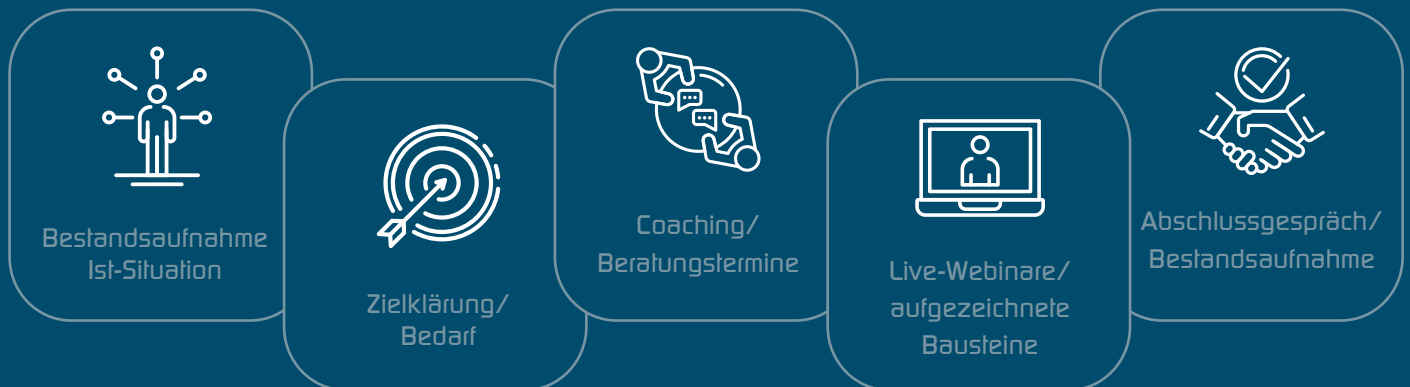 Bestandsaufnahme
Ist-Situation
Zielklärung/
Bedarf
Coaching/
Beratungstermine
Live-Webinare/
aufgezeichnete
Bausteine
Abschlussgespräch/
Bestandsaufnahme